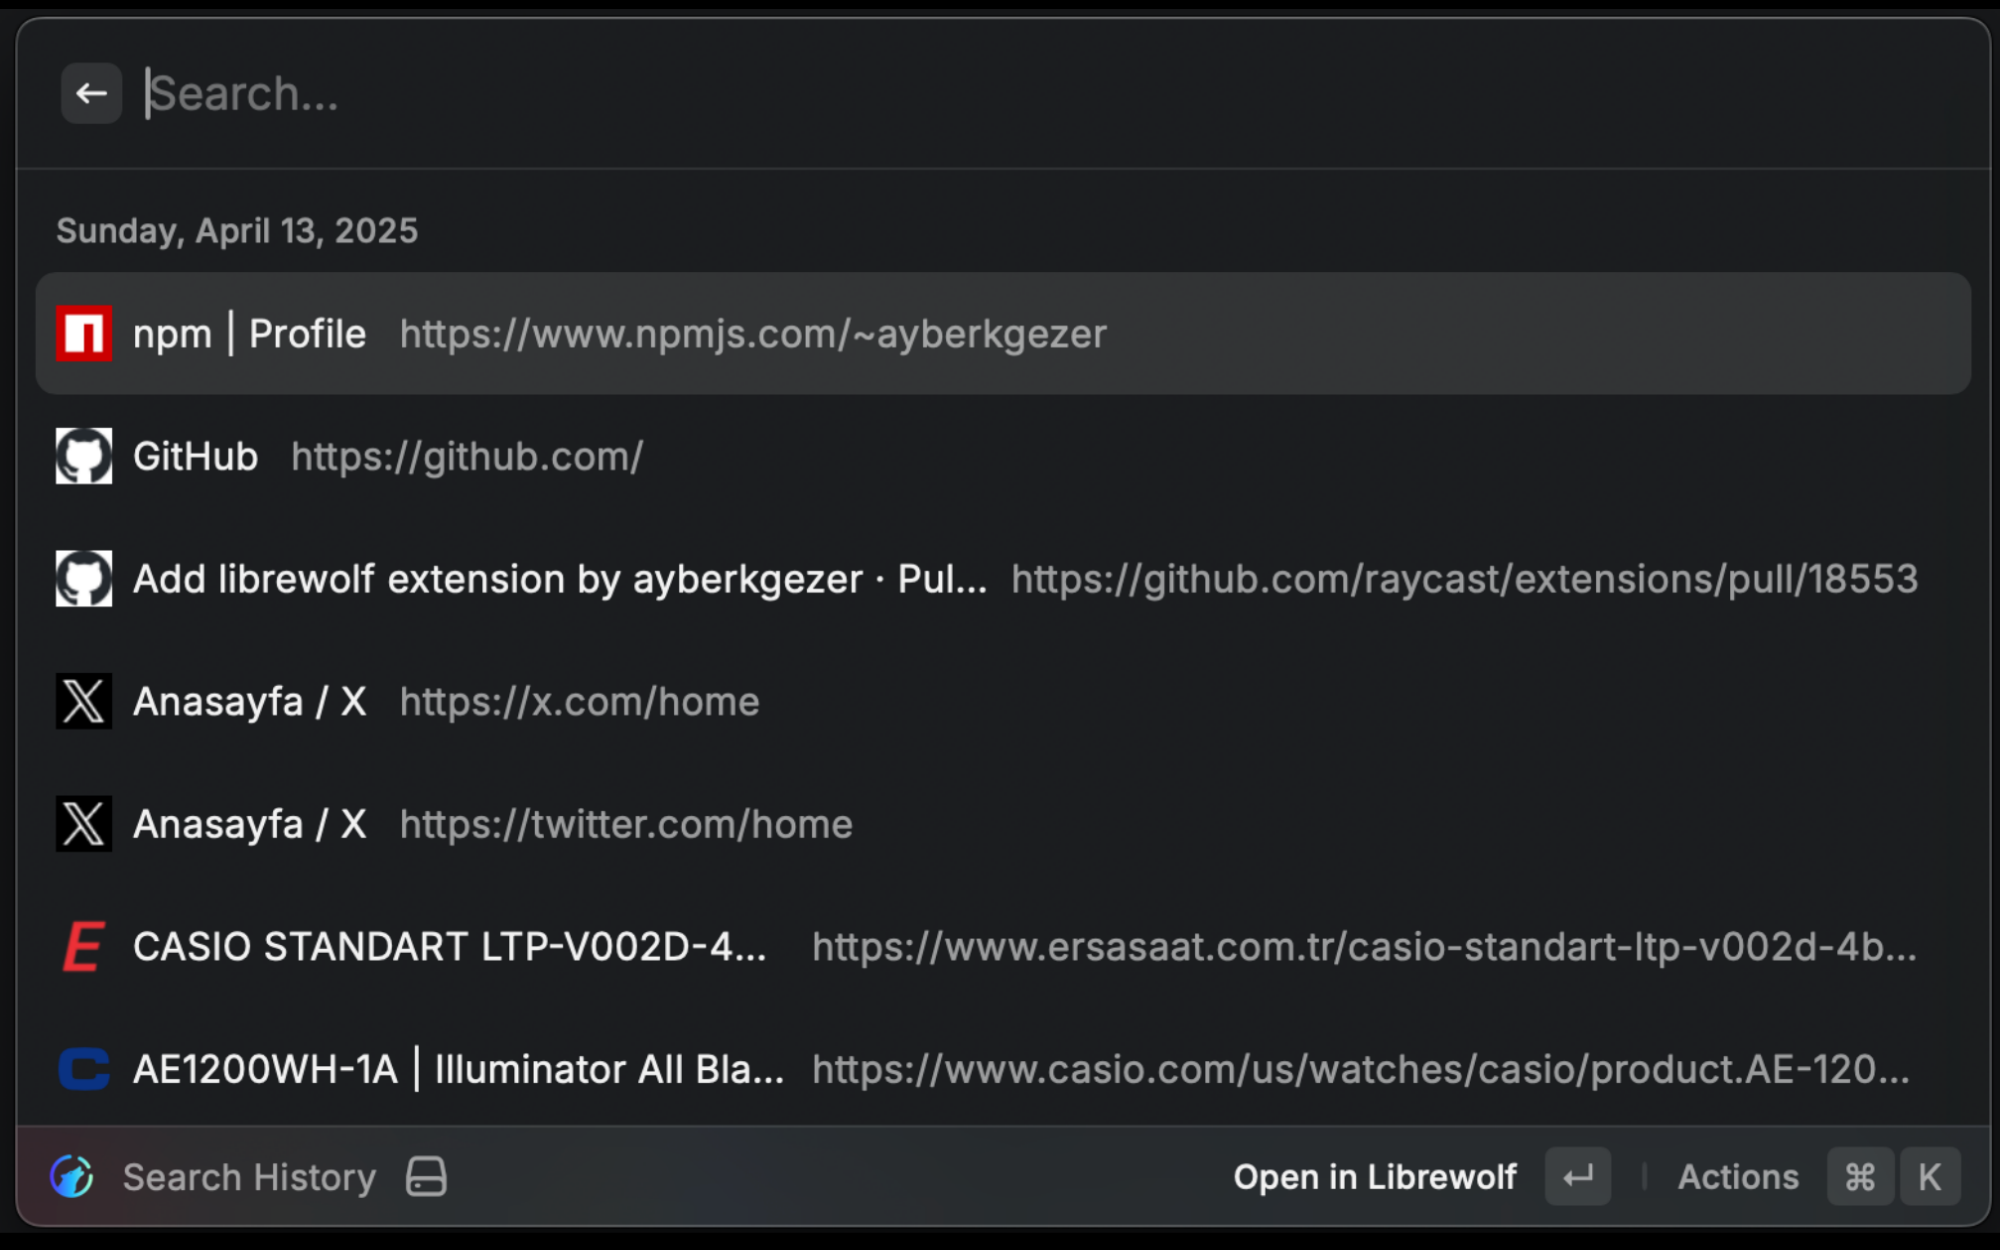 Search...
Sunday, April 13, 2025
npm | Profile https://www.npmjs.com/~ayberkgezer
GitHub https://github.com/
Add librewolf extension by ayberkgezer · Pul... https://github.com/raycast/extensions/pull/18553
Anasayfa / X https://x.com/home
Anasayfa / X https://twitter.com/home
CASIO STANDART LTP-V002D-4... https://www.ersasaat.com.tr/casio-standart-ltp-v002d-4b...
AE1200WH-1A | Illuminator All Bla... https://www.casio.com/us/watches/casio/product.AE-120...
Search History Open in Librewolf ↵ | Actions ⌘ K